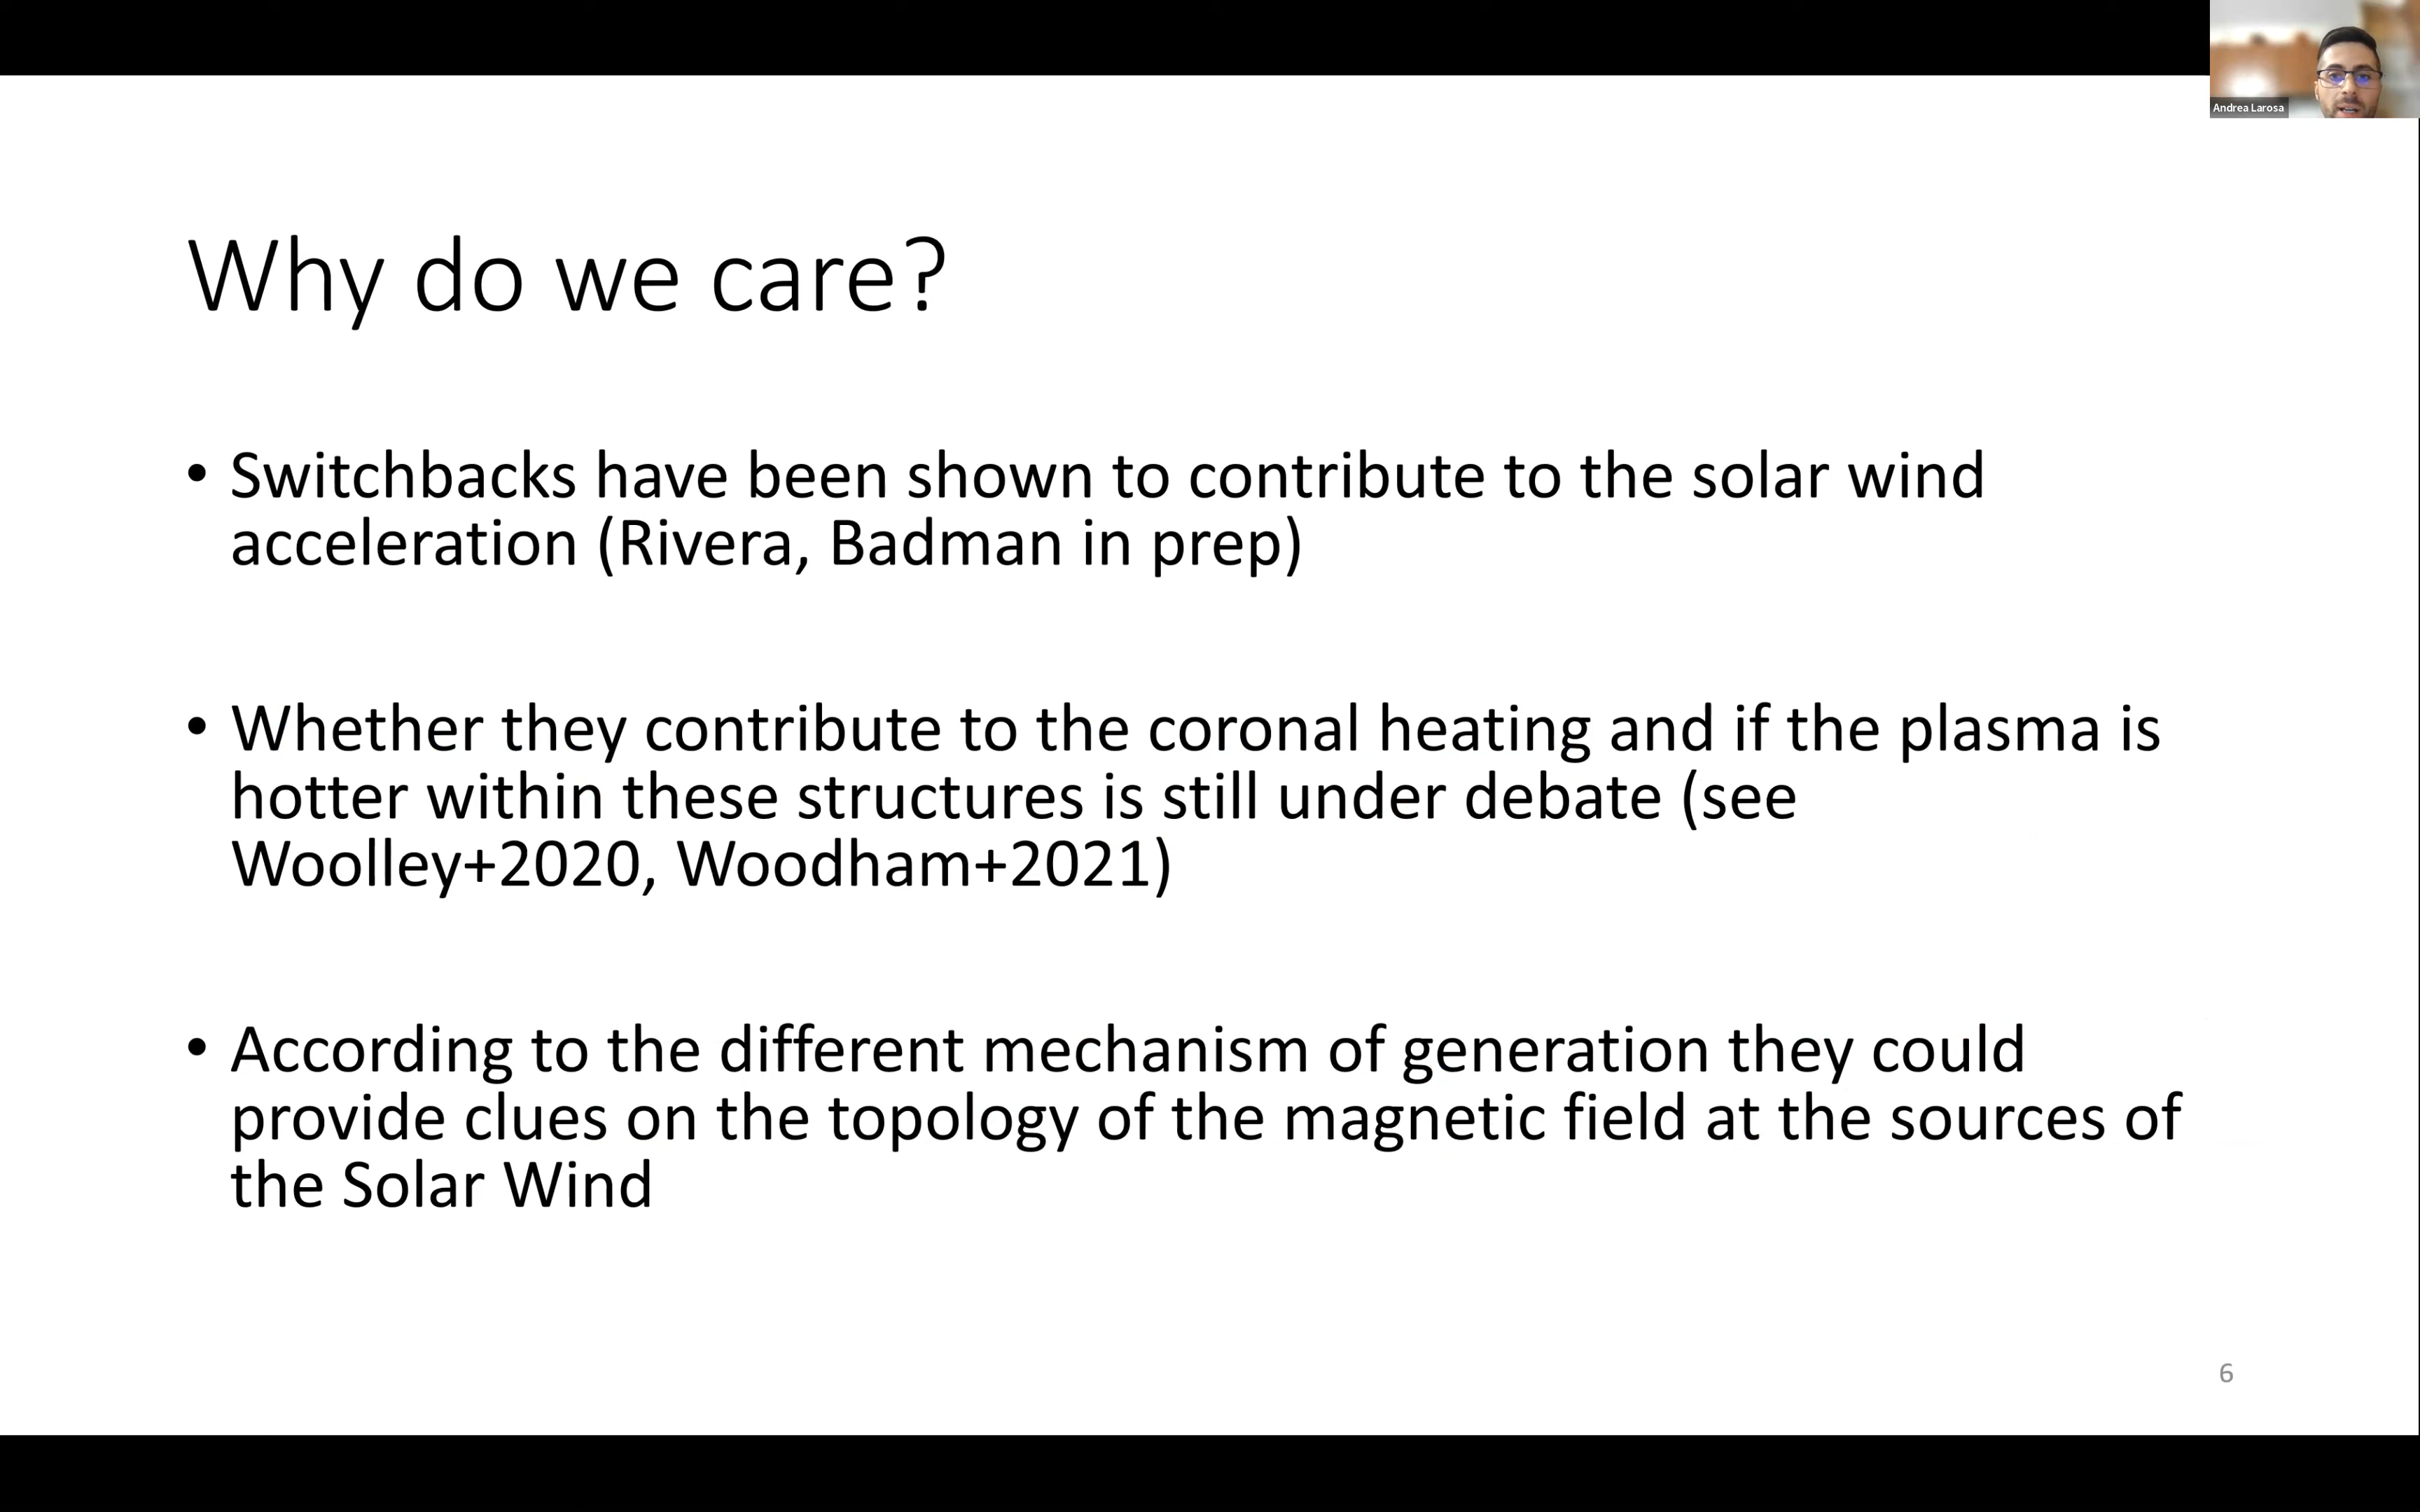 Andrea Larosa
Why do we care?
• Switchbacks have been shown to contribute to the solar wind
acceleration (Rivera, Badman in prep)
• Whether they contribute to the coronal heating and if the plasma is
hotter within these structures is still under debate (see
Woolley+2020, Woodham+2021)
• According to the different mechanism of generation they could
provide clues on the topology of the magnetic field at the sources of
the Solar Wind
6